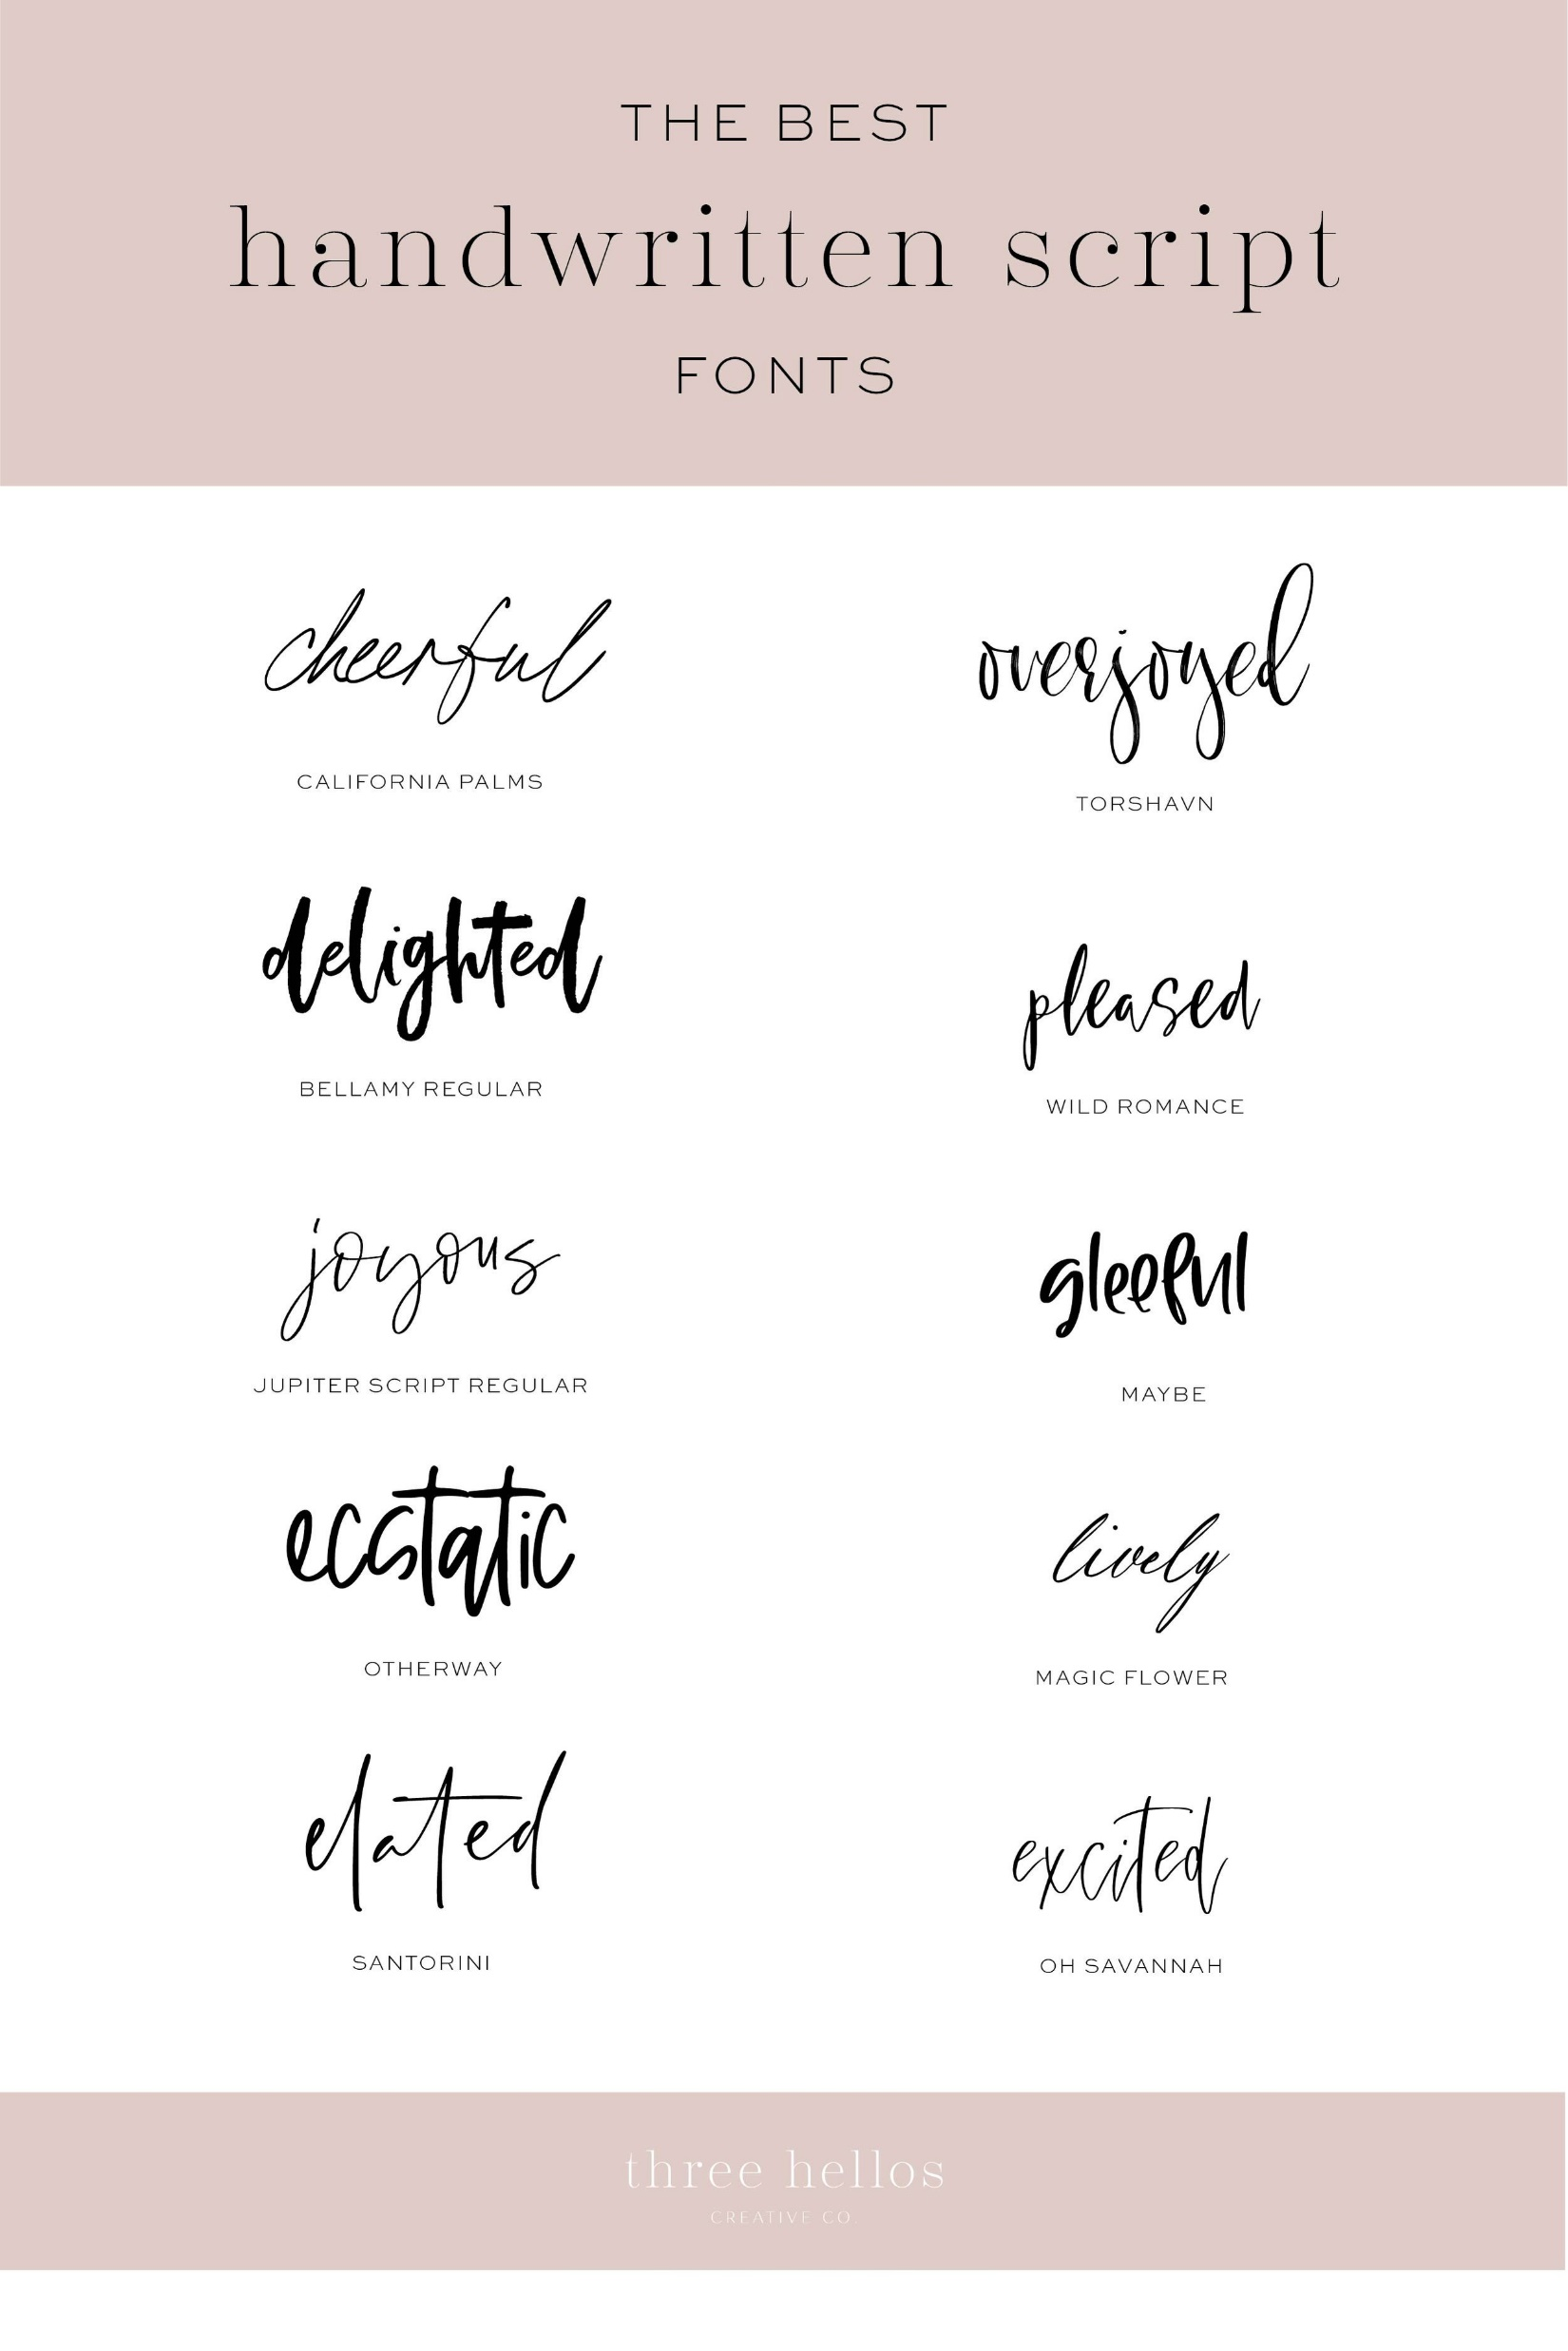 THE BEST
handwritten script
FONTS
cheerful
CALIFORNIA PALMS
overjoyed
TORSHAVN
delighted
BELLAMY REGULAR
pleased
WILD ROMANCE
joyous
JUPITER SCRIPT REGULAR
gleeful
MAYBE
ecstatic
OTHERWAY
lively
MAGIC FLOWER
elated
SANTORINI
excited
OH SAVANNAH
three hellos
CREATIVE CO